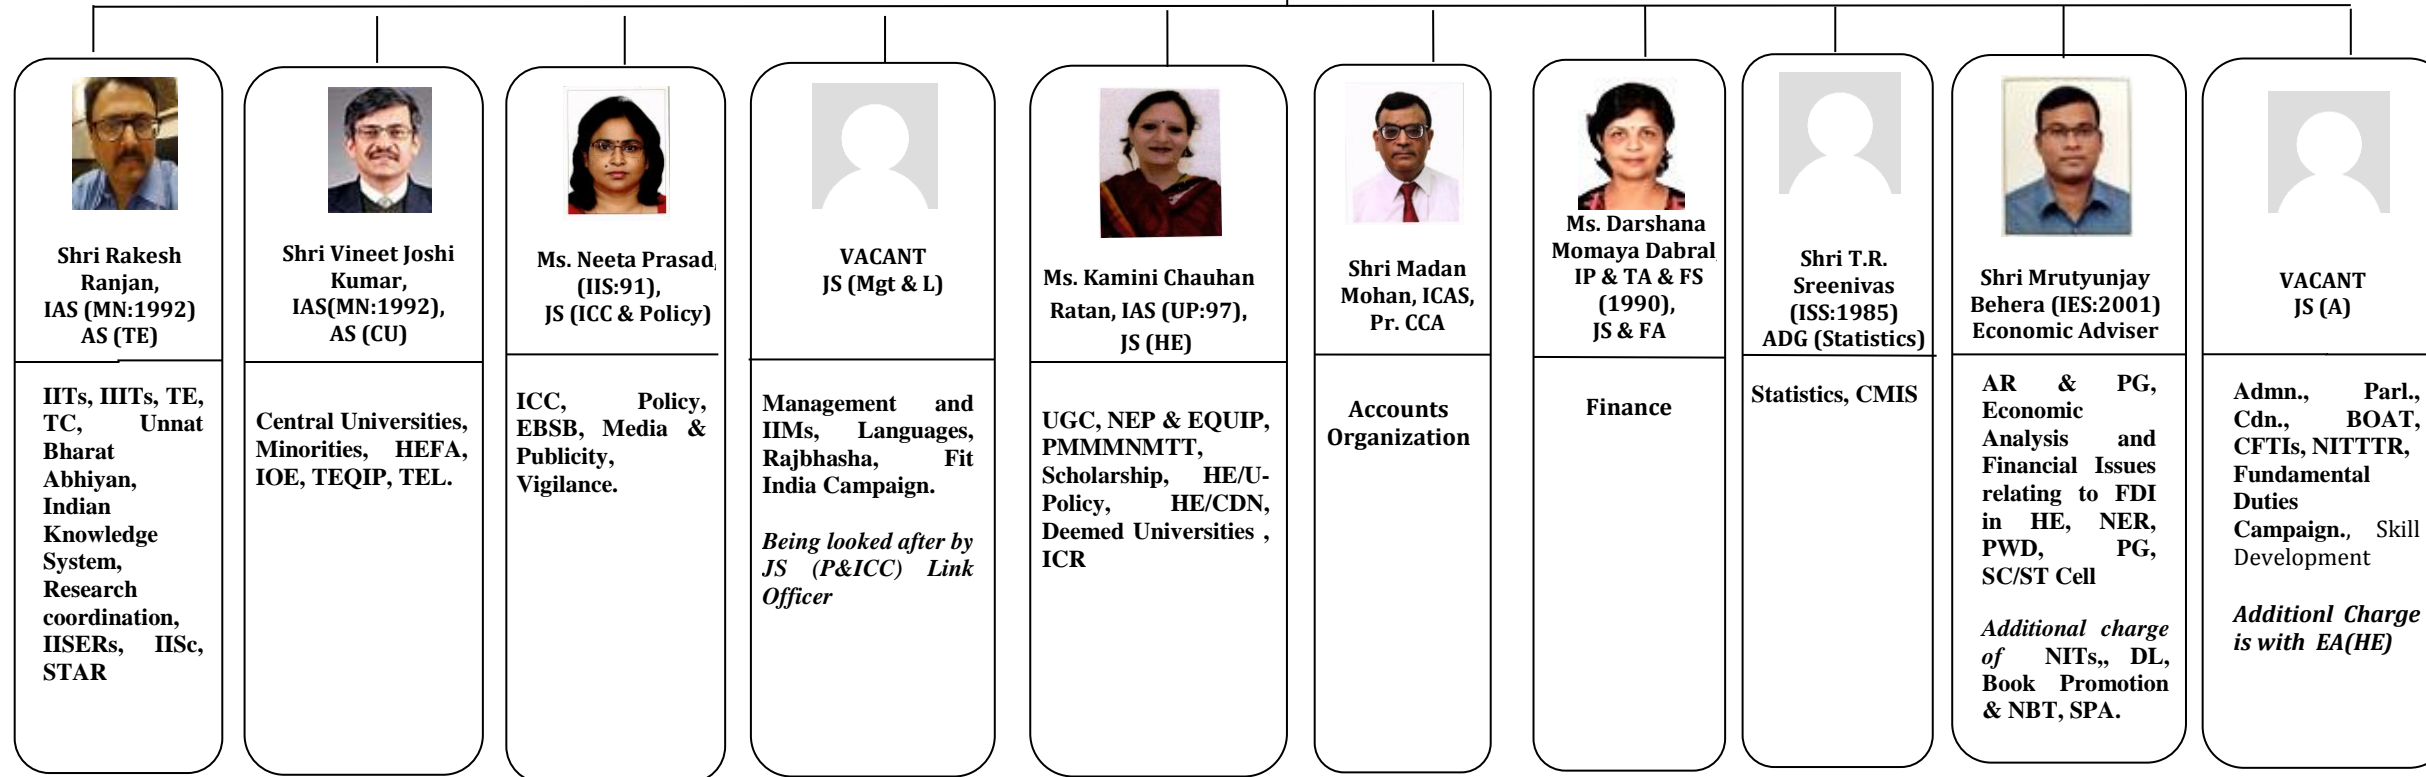 Shri Rakesh
Ranjan,
IAS (MN:1992)
AS (TE)
IITs, IIITs, TE,
TC, Unnat
Bharat
Abhiyan,
Indian
Knowledge
System,
Research
coordination,
IISERs, IISc,
STAR
Shri Vineet Joshi
Kumar,
IAS(MN:1992),
AS (CU)
Central Universities,
Minorities, HEFA,
IOE, TEQIP, TEL.
Ms. Neeta Prasad,
(IIS:91),
JS (ICC & Policy)
ICC, Policy,
EBSB, Media &
Publicity,
Vigilance.
VACANT
JS (Mgt & L)
Management and
IIMs, Languages,
Rajbhasha, Fit
India Campaign.
Being looked after by
JS (P&ICC) Link
Officer
Ms. Kamini Chauhan
Ratan, IAS (UP:97),
JS (HE)
UGC, NEP & EQUIP,
PMMMNMTT,
Scholarship, HE/U-
Policy, HE/CDN,
Deemed Universities ,
ICR
Shri Madan
Mohan, ICAS,
Pr. CCA
Accounts
Organization
Ms. Darshana
Momaya Dabral
IP & TA & FS
(1990),
JS & FA
Finance
Shri T.R.
Sreenivas
(ISS:1985)
ADG (Statistics)
Statistics, CMIS
Shri Mrutyunjay
Behera (IES:2001)
Economic Adviser
AR & PG,
Economic
Analysis and
Financial Issues
relating to FDI
in HE, NER,
PWD, PG,
SC/ST Cell
Additional charge
of NITs,, DL,
Book Promotion
& NBT, SPA.
VACANT
JS (A)
Admn., Parl.,
Cdn., BOAT,
CFTIs, NITTTR,
Fundamental
Duties
Campaign., Skill
Development
Additionl Charge
is with EA(HE)